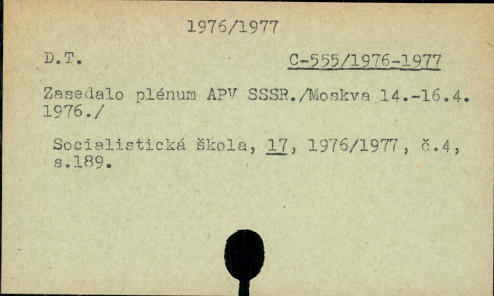 1976/1977
D.T. C-555/1976-1977
Zasedalo plénum APV SSSR./Moskva 14.-16.4.
1976./
Socialistická škola, 17, 1976/1977, č.4,
s.189.